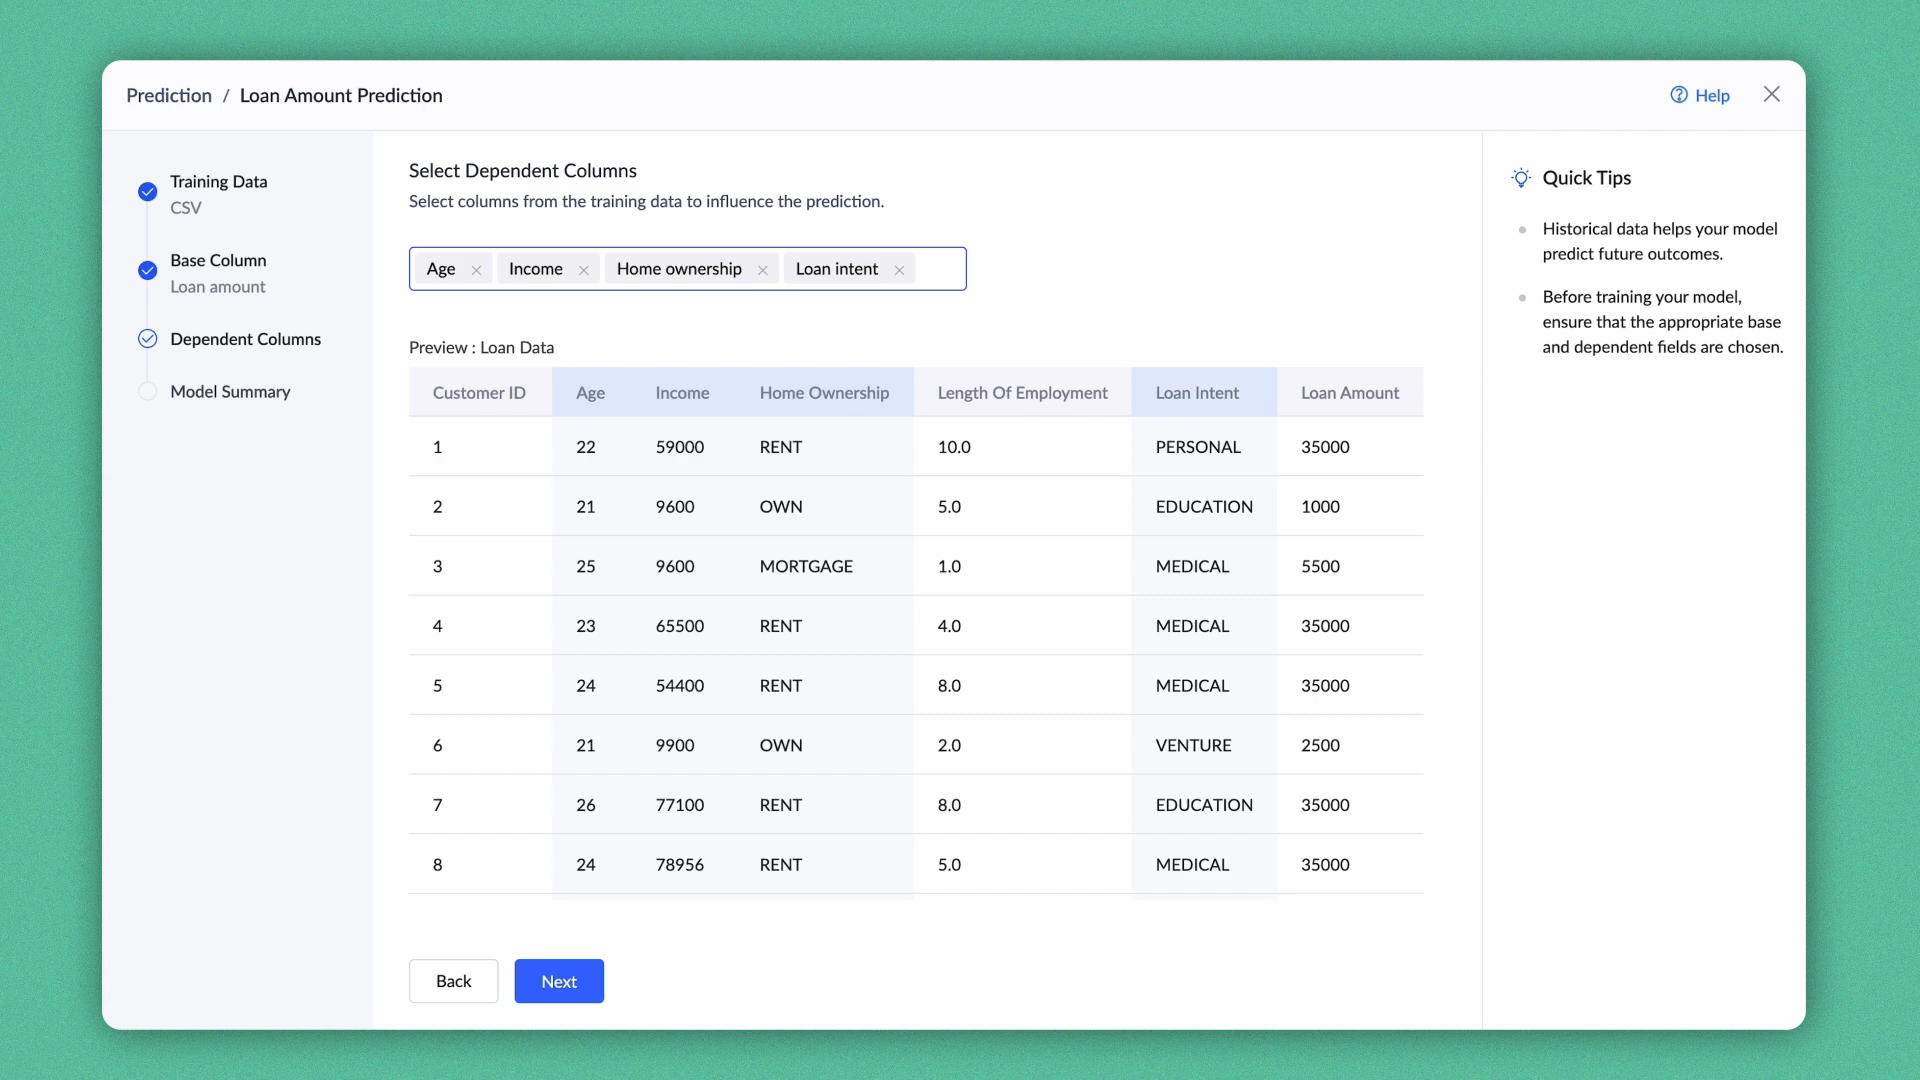 Prediction / Loan Amount Prediction
Help
Training Data
CSV
Base Column
Loan amount
Dependent Columns
Model Summary
Select Dependent Columns
Select columns from the training data to influence the prediction.
Age Income Home ownership Loan intent
Preview : Loan Data
Customer ID Age Income Home Ownership Length Of Employment Loan Intent Loan Amount
1 22 59000 RENT 10.0 PERSONAL 35000
2 21 9600 OWN 5.0 EDUCATION 1000
3 25 9600 MORTGAGE 1.0 MEDICAL 5500
4 23 65500 RENT 4.0 MEDICAL 35000
5 24 54400 RENT 8.0 MEDICAL 35000
6 21 9900 OWN 2.0 VENTURE 2500
7 26 77100 RENT 8.0 EDUCATION 35000
8 24 78956 RENT 5.0 MEDICAL 35000
Back Next
Quick Tips
Historical data helps your model
predict future outcomes.
Before training your model,
ensure that the appropriate base
and dependent fields are chosen.